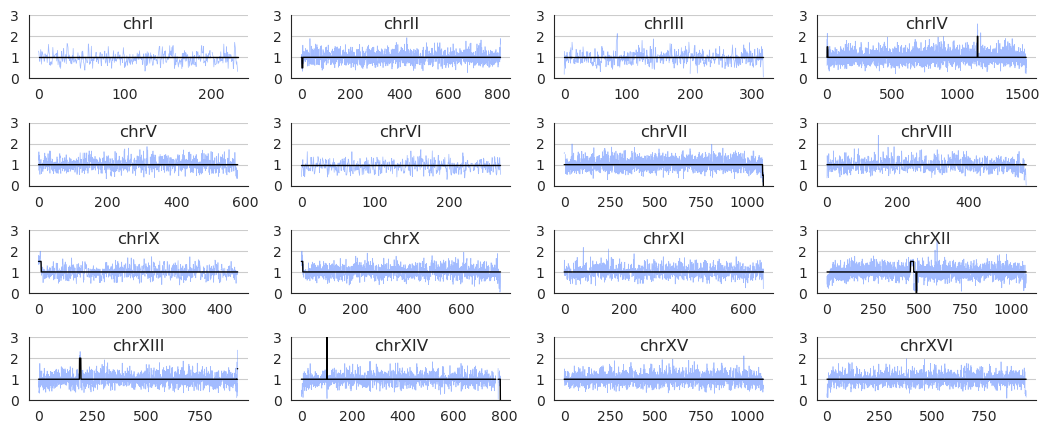 chrI chrII chrIII chrIV
3 3 3 3
2 2 2 2
1 1 1 1
0 0 0 0
0 100 200 0 200 400 600 800 0 100 200 300 0 500 1000 1500
chrV chrVI chrVII chrVIII
3 3 3 3
2 2 2 2
1 1 1 1
0 0 0 0
0 200 400 600 0 100 200 0 250 500 750 1000 0 200 400
chrIX chrX chrXI chrXII
3 3 3 3
2 2 2 2
1 1 1 1
0 0 0 0
0 100 200 300 400 0 200 400 600 0 200 400 600 0 250 500 750 1000
chrXIII chrXIV chrXV chrXVI
3 3 3 3
2 2 2 2
1 1 1 1
0 0 0 0
0 250 500 750 0 200 400 600 800 0 250 500 750 1000 0 250 500 750